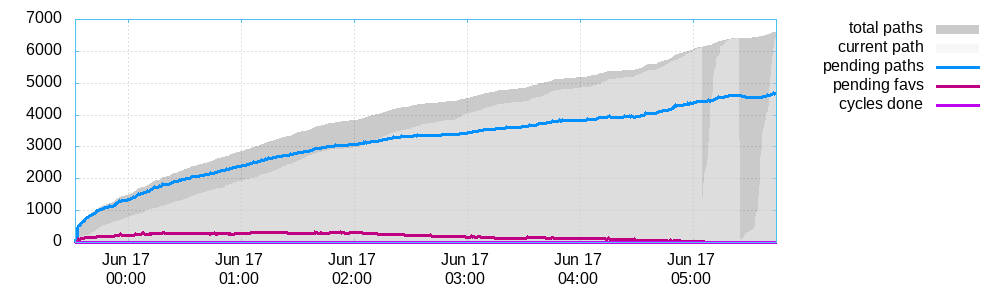 7000
6000
5000
4000
3000
2000
1000
0
Jun 17 Jun 17 Jun 17 Jun 17 Jun 17 Jun 17
00:00 01:00 02:00 03:00 04:00 05:00
total paths
current path
pending paths
pending favs
cycles done